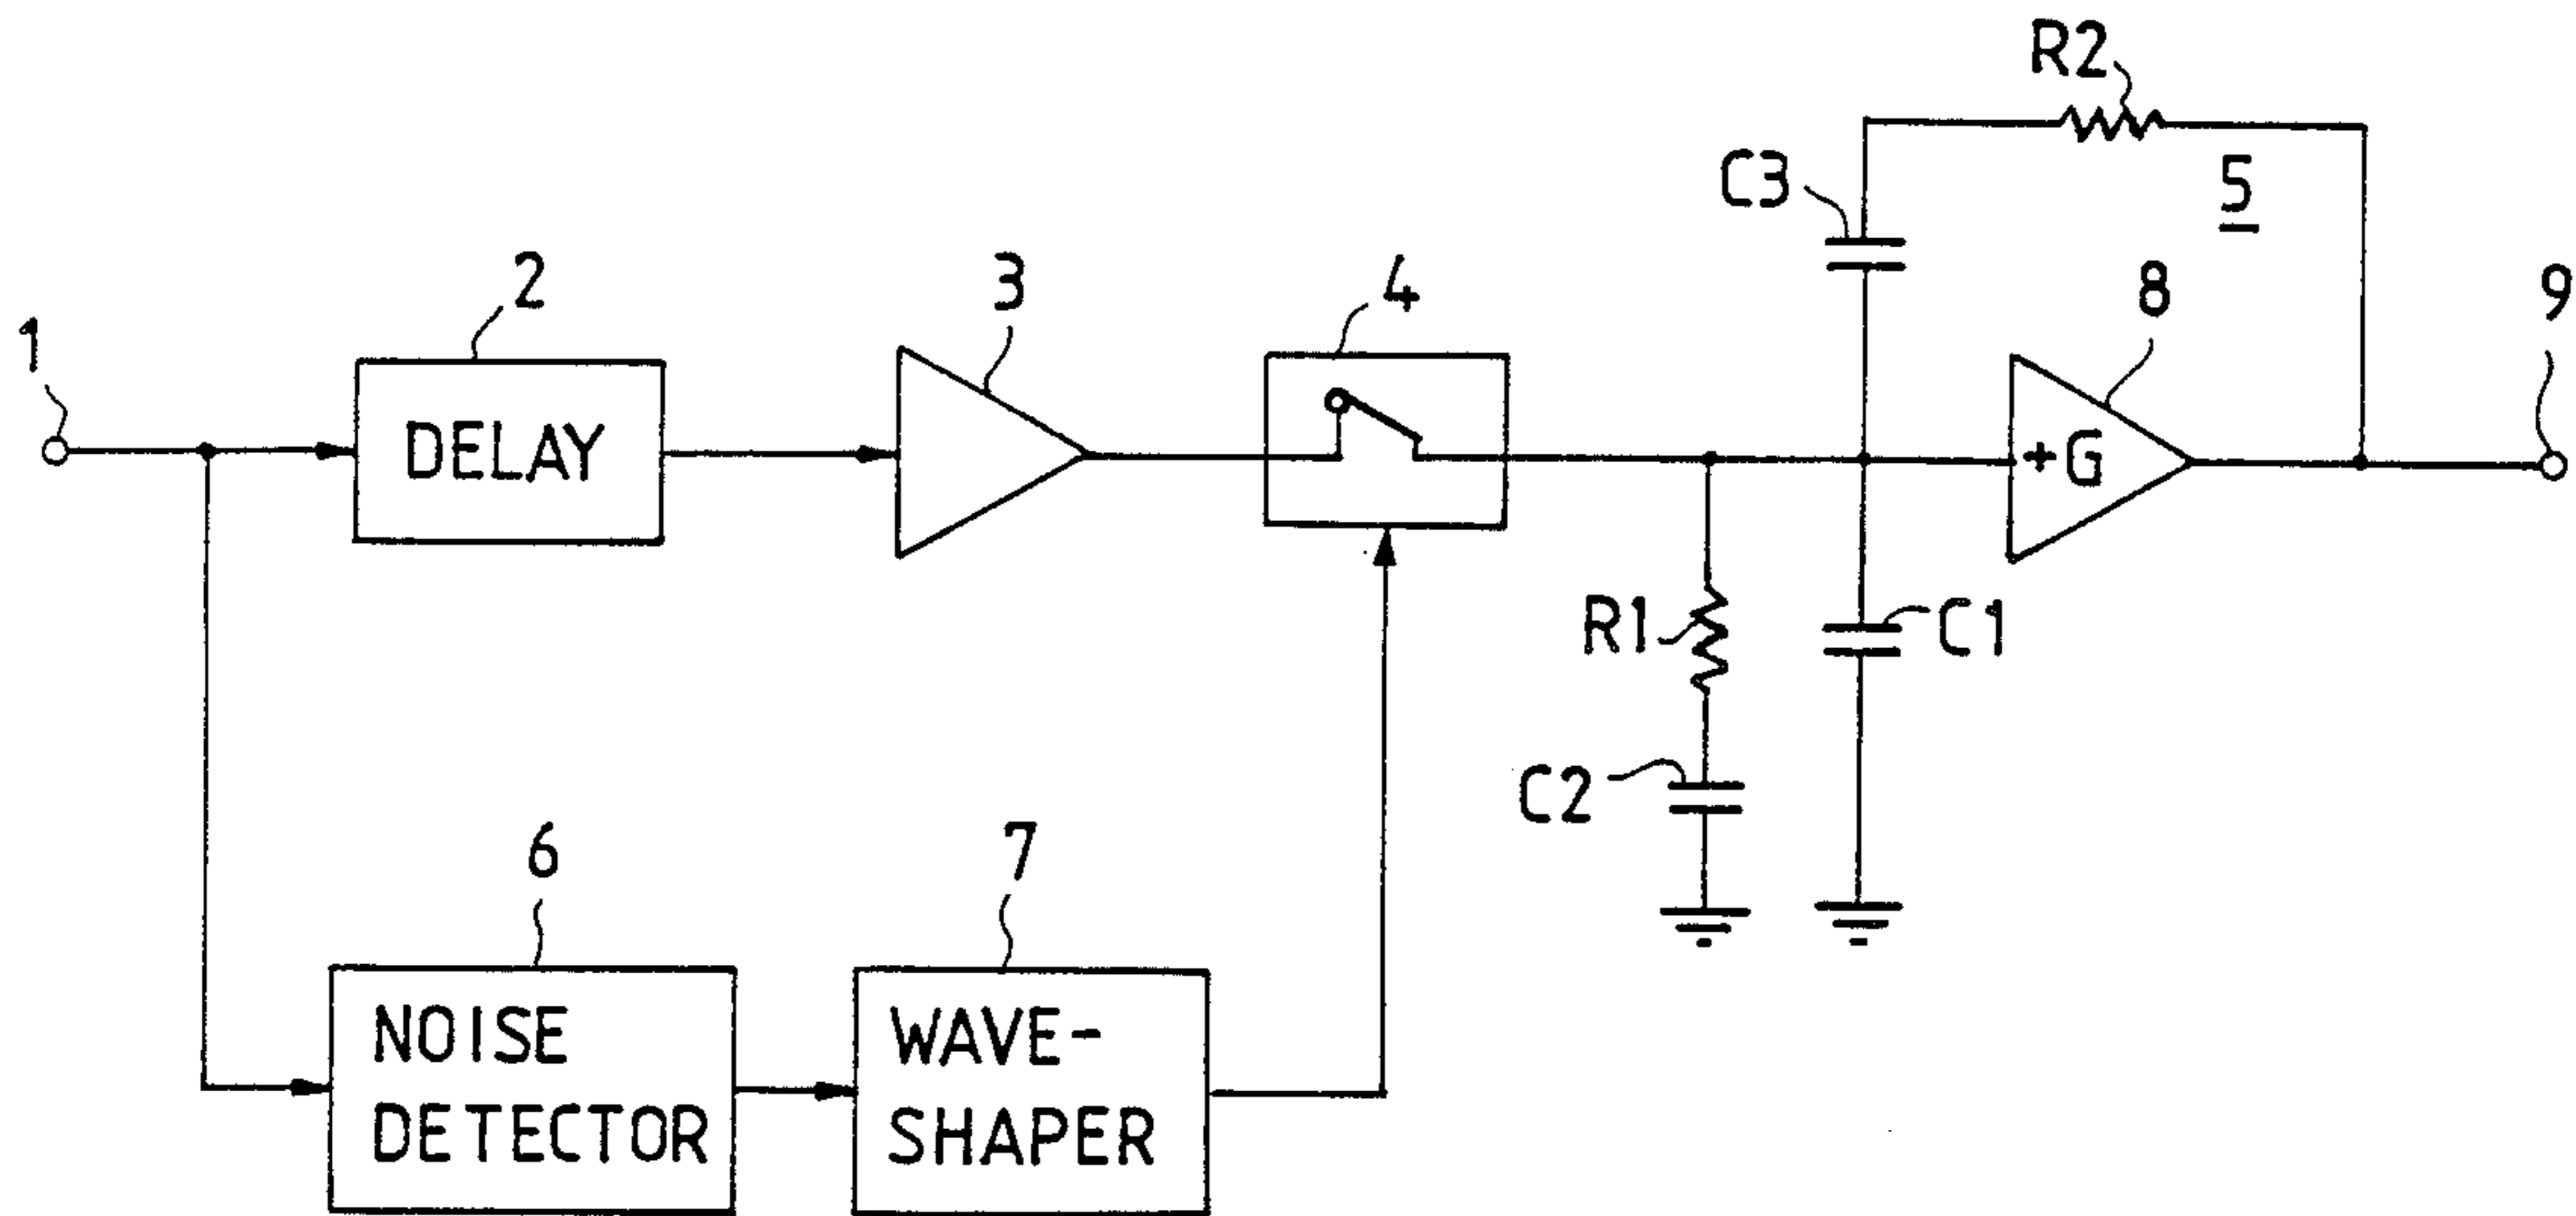 R2
C3
5
1
2
3
4
8
9
DELAY
+G
R1
C1
C2
6
7
NOISE
DETECTOR
WAVE-
SHAPER